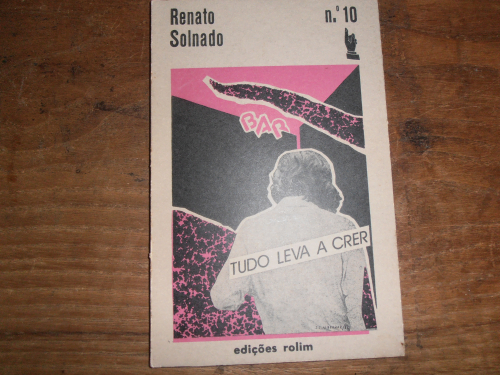 Renato
Solnado
n.º 10
BAR
TUDO LEVA A CRER
edições rolim